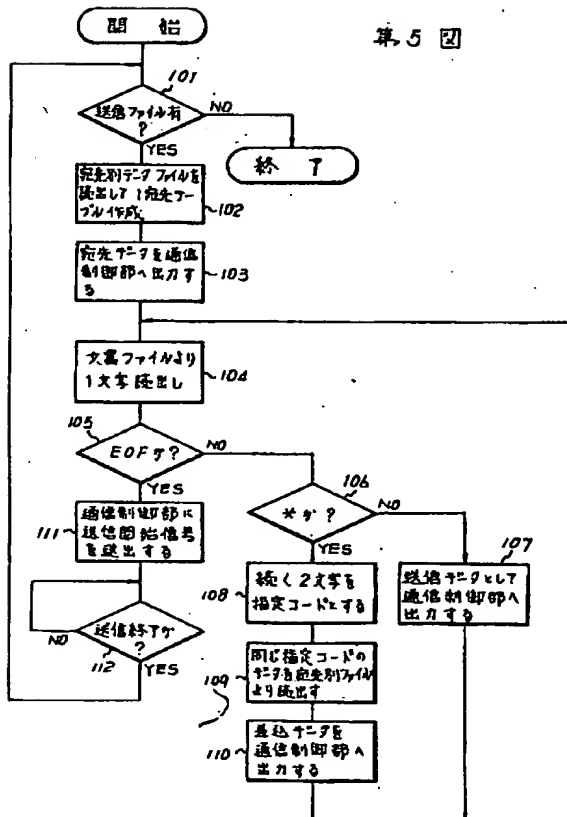 第5図
開始
101
送信ファイル有
?
NO
YES
終了
宛先別データファイルを
読出して1宛先テー
ブル作成
102
宛先データを通信
制御部へ出力す
る
103
文書ファイルより
1文字読出し
104
105
EOFか?
NO
YES
106
*か?
NO
YES
111
通信制御部に
送信開始信号
を送出する
108
続く2文字を
指定コードとする
107
送信データとして
通信制御部へ
出力する
送信終了か
?
NO
YES
112
109
同じ指定コードの
データを宛先別ファイル
より読出す
110
差込データを
通信制御部へ
出力する